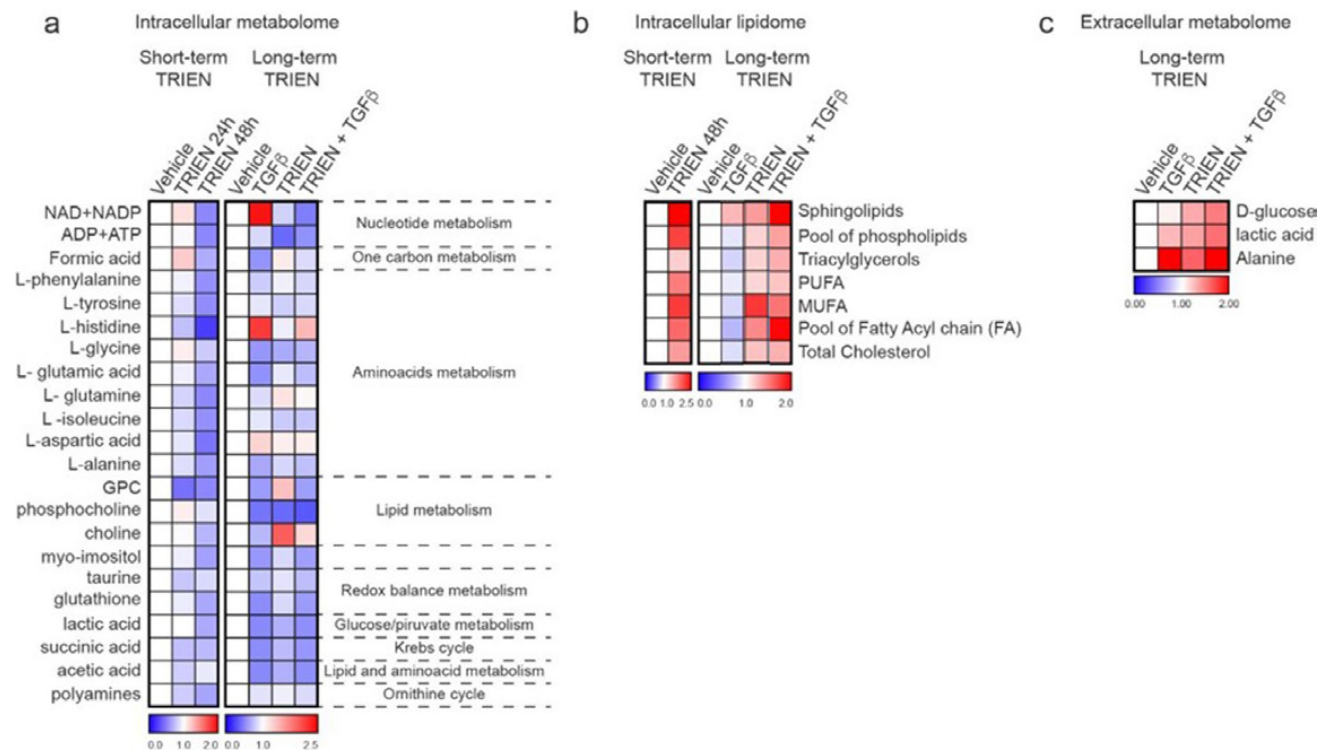 a
Intracellular metabolome
Short-term
TRIEN
Long-term
TRIEN
Vehicle
TRIEN 24h
TRIEN 48h
Vehicle
TGFβ
TRIEN
TRIEN + TGFβ
NAD+NADP
ADP+ATP
Formic acid
L-phenylalanine
L-tyrosine
L-histidine
L-glycine
L- glutamic acid
L- glutamine
L -isoleucine
L-aspartic acid
L-alanine
GPC
phosphocholine
choline
myo-imositol
taurine
glutathione
lactic acid
succinic acid
acetic acid
polyamines
Nucleotide metabolism
One carbon metabolism
Aminoacids metabolism
Lipid metabolism
Redox balance metabolism
Glucose/piruvate metabolism
Krebs cycle
Lipid and aminoacid metabolism
Ornithine cycle
0.0 1.0 2.0
0.0 1.0 2.5
b
Intracellular lipidome
Short-term
TRIEN
Long-term
TRIEN
Vehicle
TRIEN 48h
Vehicle
TGFβ
TRIEN
TRIEN + TGFβ
Sphingolipids
Pool of phospholipids
Triacylglycerols
PUFA
MUFA
Pool of Fatty Acyl chain (FA)
Total Cholesterol
0.0 1.0 2.5
0.0 1.0 2.0
c
Extracellular metabolome
Long-term
TRIEN
Vehicle
TGFβ
TRIEN
TRIEN + TGFβ
D-glucose
lactic acid
Alanine
0.00 1.00 2.00